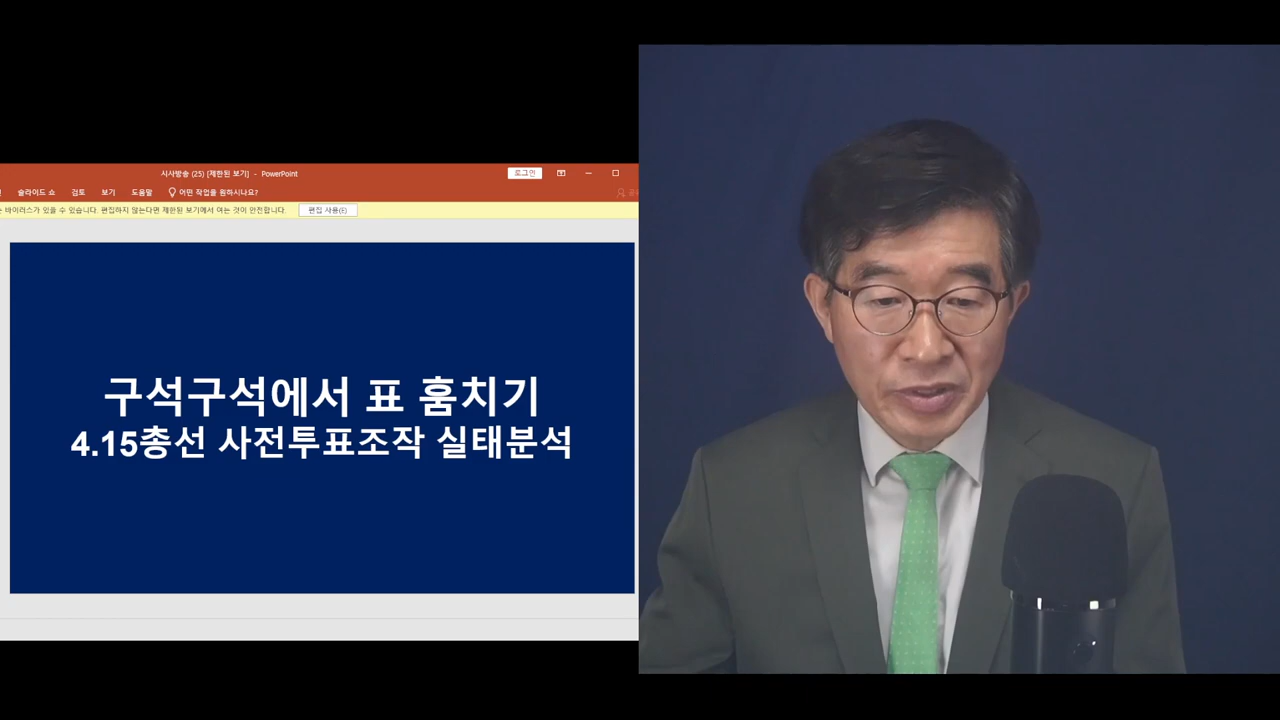 시사방송 (25) [제한된 보기] - PowerPoint
로그인
슬라이드 쇼 검토 보기 도움말 어떤 작업을 원하시나요?
바이러스가 있을 수 있습니다. 편집하지 않는다면 제한된 보기에서 여는 것이 안전합니다. 편집 사용(E)
구석구석에서 표 훔치기
4.15총선 사전투표조작 실태분석